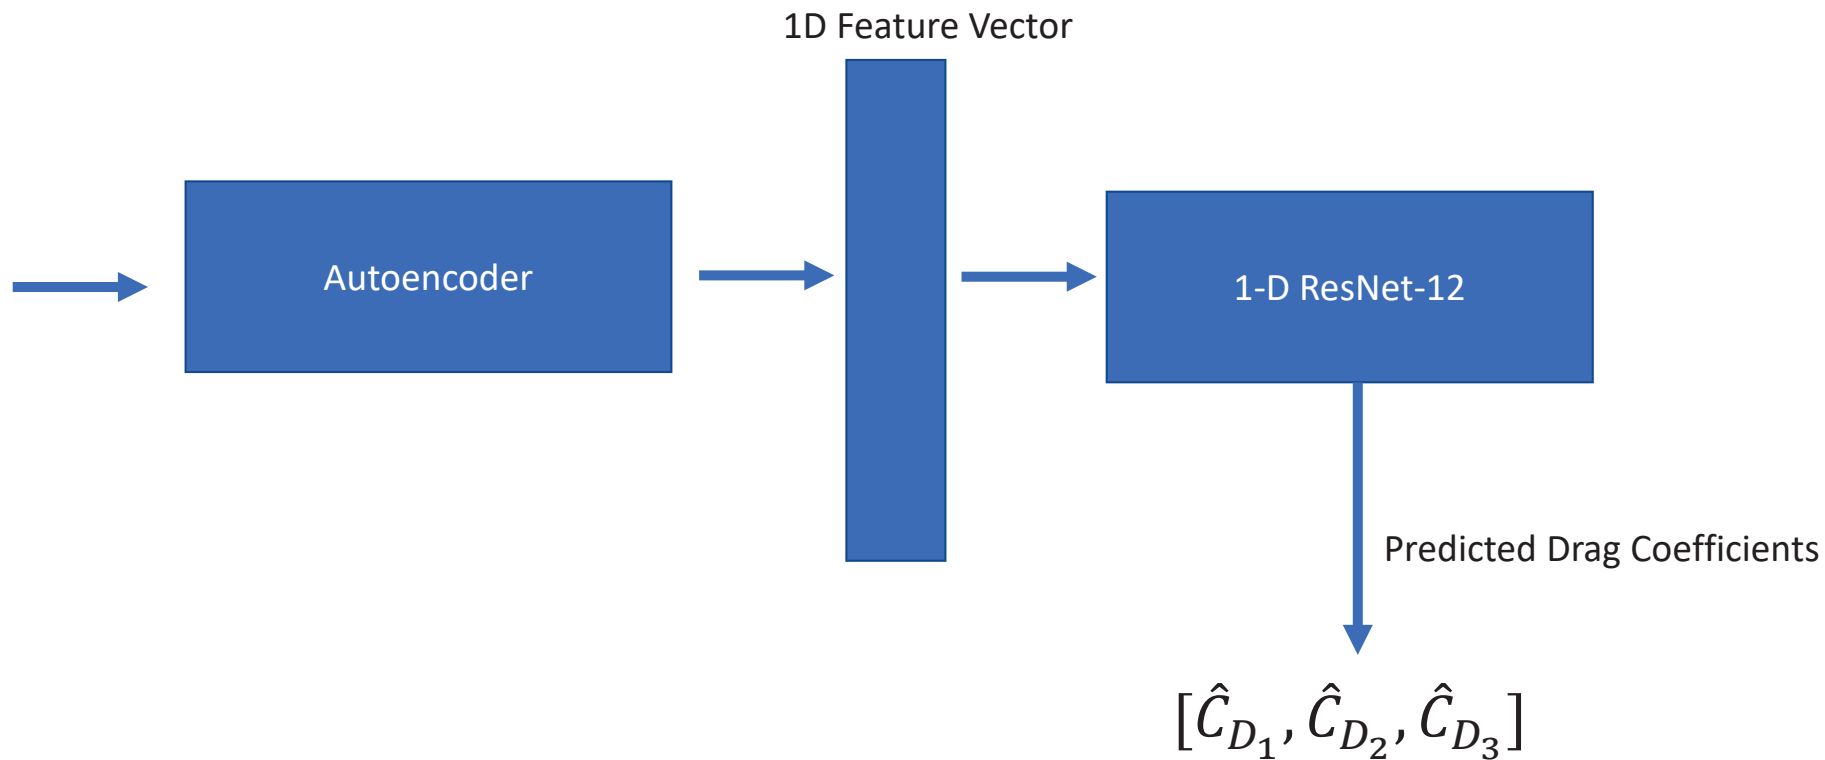 1D Feature Vector
Autoencoder
1-D ResNet-12
Predicted Drag Coefficients
[Ĉ_{D_1}, Ĉ_{D_2}, Ĉ_{D_3}]